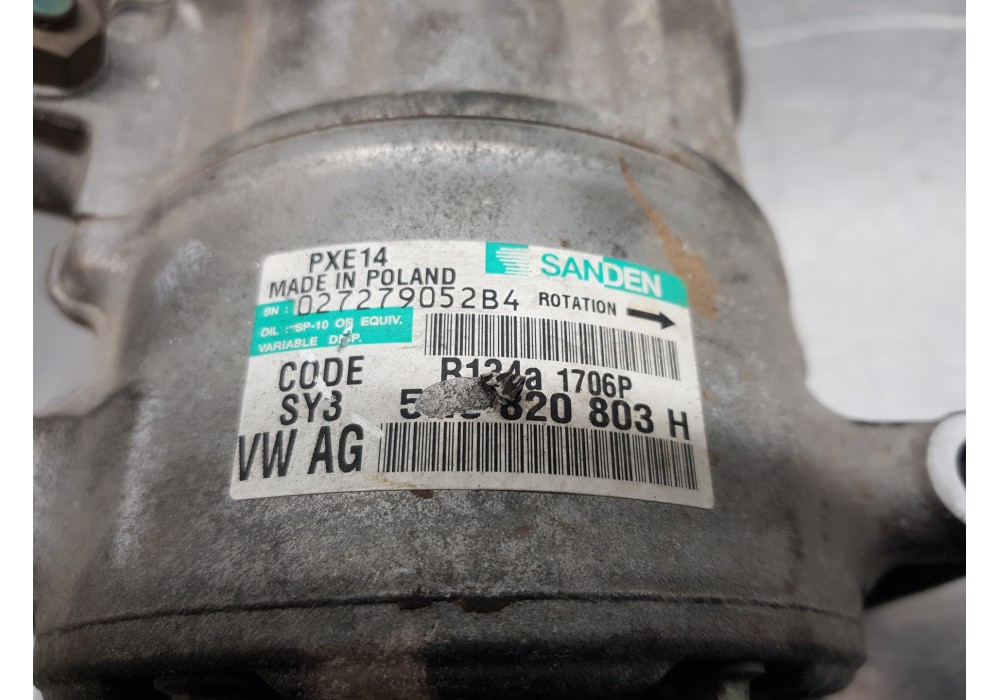 PXE14
MADE IN POLAND
SANDEN
SN : 027279052B4
ROTATION
OIL : SP-10 OR EQUIV.
VARIABLE DISP.
CODE
SY3
R134a 1706P
820 803 H
VW AG